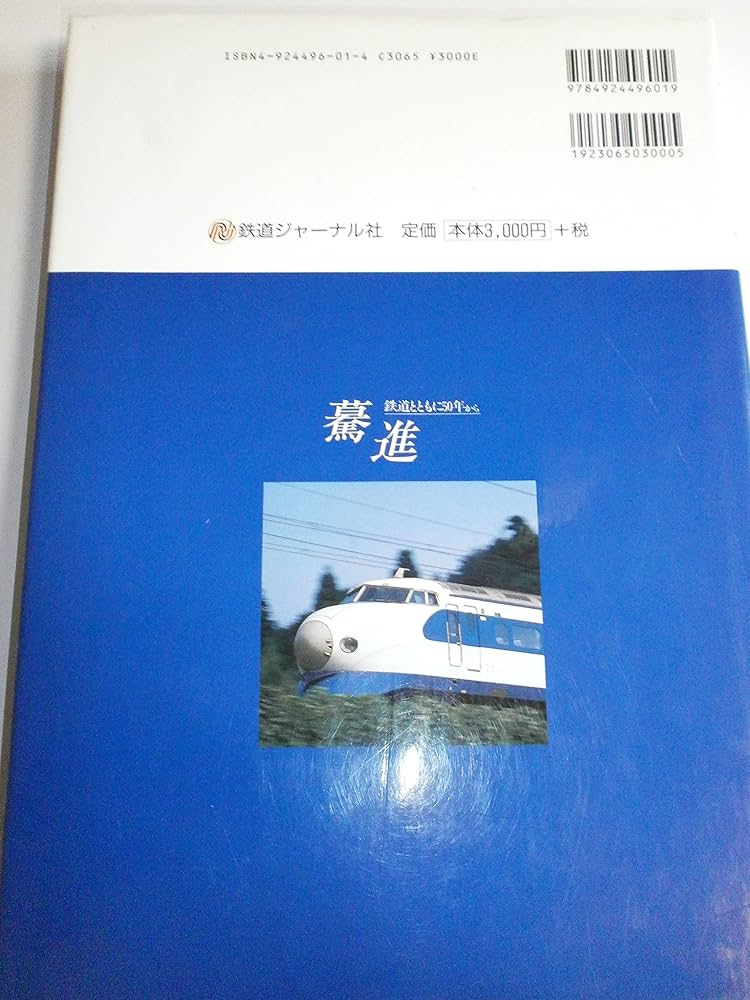 ISBN4-924496-01-4 C3065 ¥3000E
9784924496019
1923065030005
鉄道ジャーナル社 定価 本体3,000円+税
鉄道とともに50年から
驀進